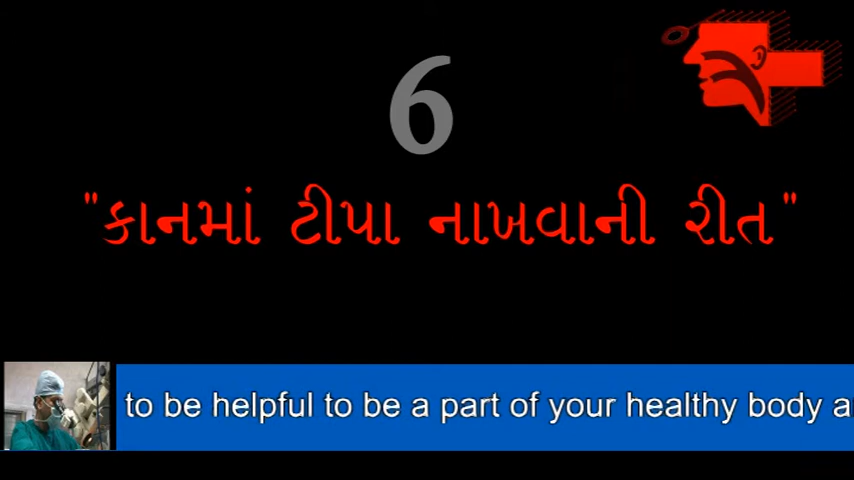 6
"કાનમાં ટીપા નાખવાની રીત"
to be helpful to be a part of your healthy body a